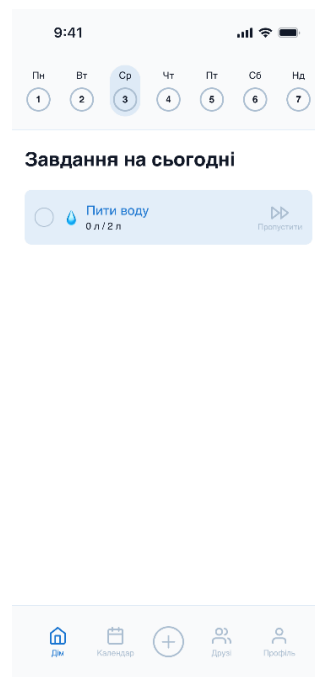 9:41
Пн Вт Ср Чт Пт Сб Нд
1 2 3 4 5 6 7
Завдання на сьогодні
Пити воду
0 л / 2 л
Пропустити
Дім Календар Друзі Профіль